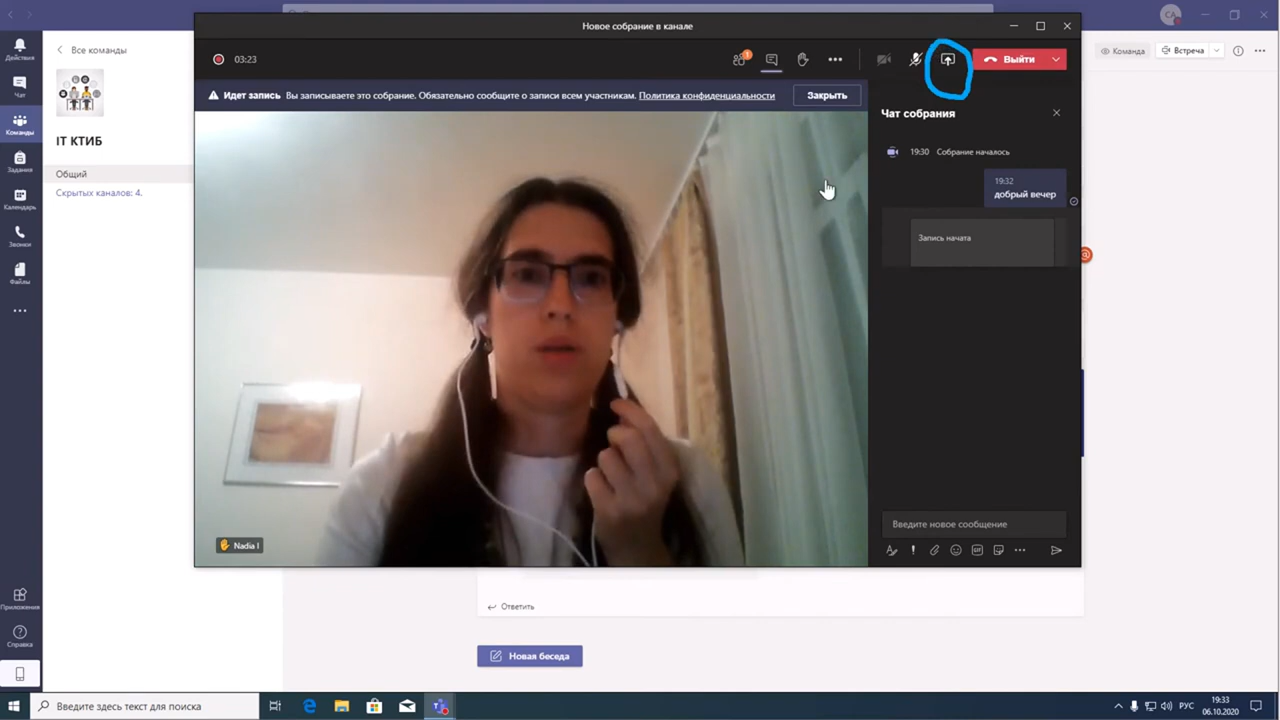 Новое собрание в канале
CA
Действия
Чат
Команды
Задания
Календарь
Звонки
Файлы
Приложения
Справка
Все команды
IT КТИБ
Общий
Скрытых каналов: 4.
03:23
1
Выйти
Команда
Встреча
Идет запись Вы записываете это собрание. Обязательно сообщите о записи всем участникам. Политика конфиденциальности
Закрыть
Чат собрания
19:30 Собрание началось
19:32
добрый вечер
Запись начата
Nadia I
Введите новое сообщение
GIF
Ответить
Новая беседа
Введите здесь текст для поиска
РУС
19:33
06.10.2020